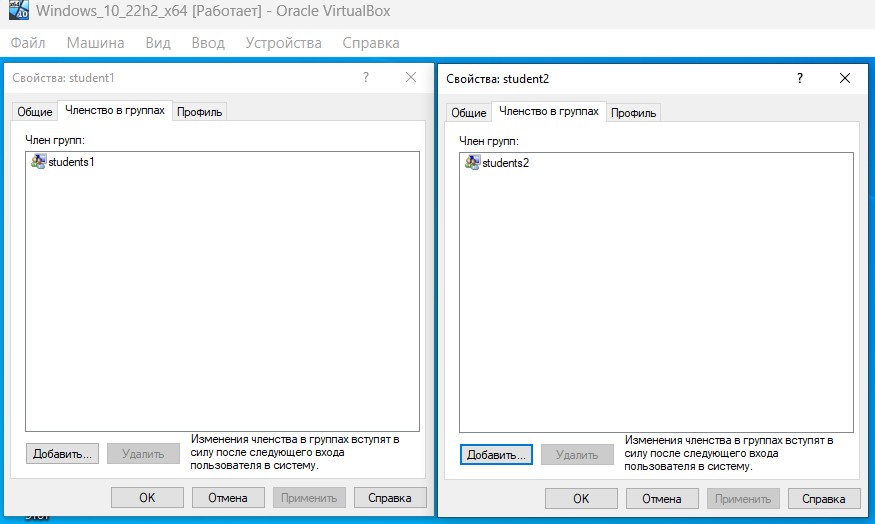 Windows_10_22h2_x64 [Работает] - Oracle VirtualBox
Файл Машина Вид Ввод Устройства Справка
Свойства: student1 ?
Общие Членство в группах Профиль
Член групп:
students1
Добавить... Удалить
Изменения членства в группах вступят в
силу после следующего входа
пользователя в систему.
OK Отмена Применить Справка
Свойства: student2 ?
Общие Членство в группах Профиль
Член групп:
students2
Добавить... Удалить
Изменения членства в группах вступят в
силу после следующего входа
пользователя в систему.
OK Отмена Применить Справка